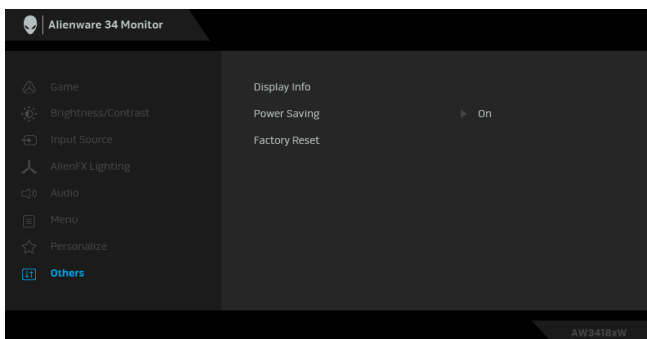 Alienware 34 Monitor
Game
Brightness/Contrast
Input Source
AlienFX Lighting
Audio
Menu
Personalize
Others
Display Info
Power Saving On
Factory Reset
AW3418xW